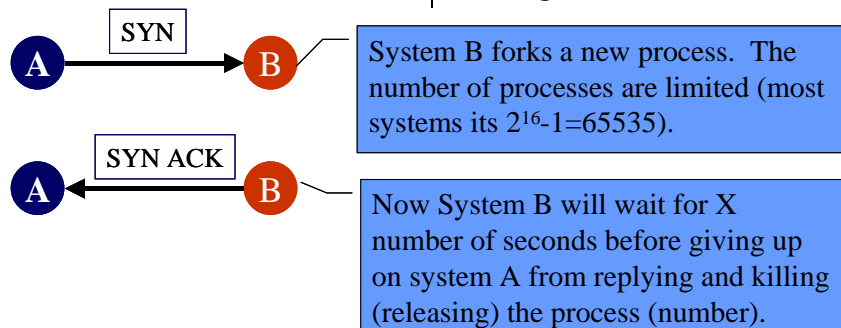 SYN
A B
System B forks a new process. The
number of processes are limited (most
systems its 2¹⁶-1=65535).
SYN ACK
A B
Now System B will wait for X
number of seconds before giving up
on system A from replying and killing
(releasing) the process (number).